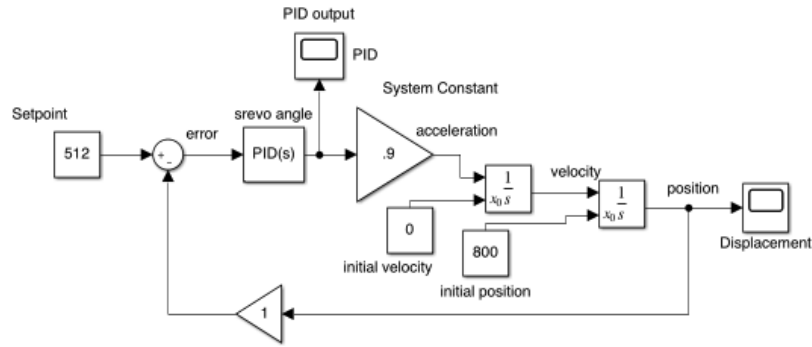 PID output
PID
System Constant
Setpoint
srevo angle
acceleration
error
512
+
-
PID(s)
.9
velocity
1
x₀ s
position
1
x₀ s
0
800
Displacement
initial velocity
initial position
1